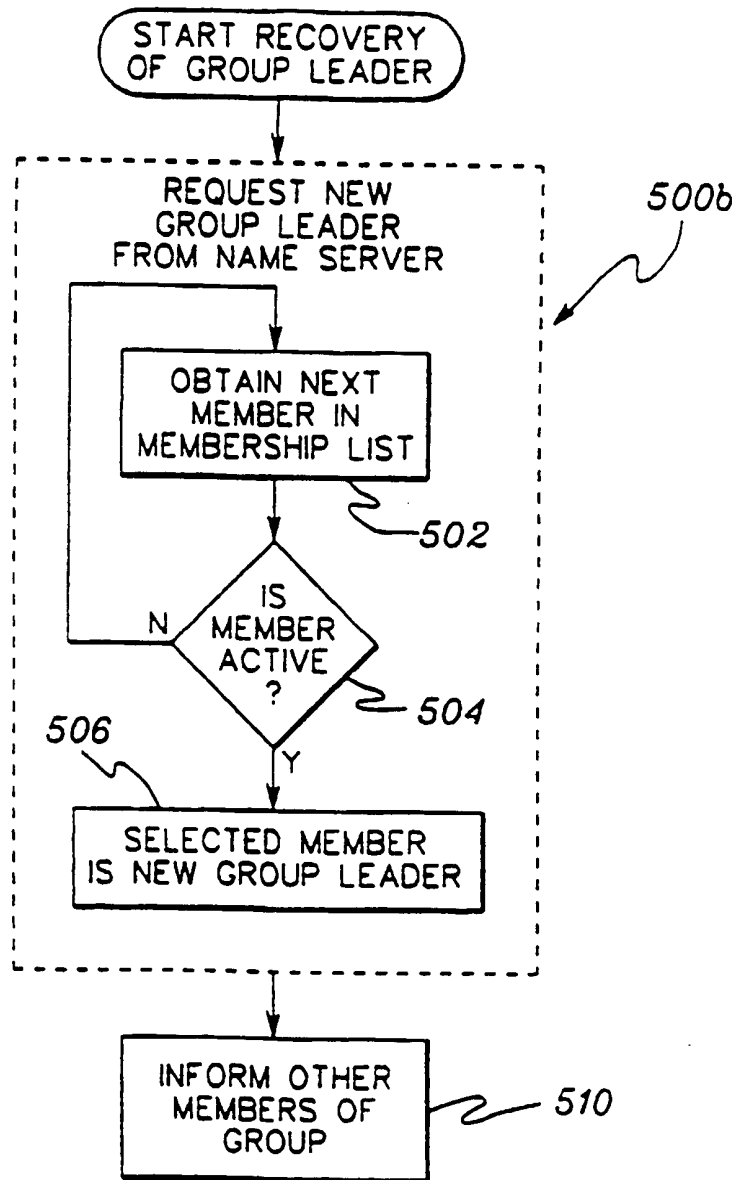 START RECOVERY
OF GROUP LEADER
REQUEST NEW
GROUP LEADER
FROM NAME SERVER
500b
OBTAIN NEXT
MEMBER IN
MEMBERSHIP LIST
502
IS
MEMBER
ACTIVE
?
N
504
Y
506
SELECTED MEMBER
IS NEW GROUP LEADER
INFORM OTHER
MEMBERS OF
GROUP
510